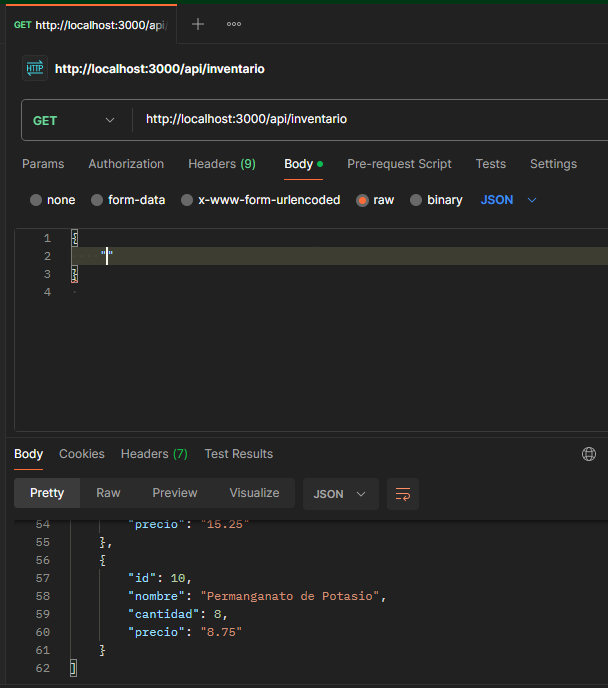 GET http://localhost:3000/api/
HTTP http://localhost:3000/api/inventario
GET http://localhost:3000/api/inventario
Params Authorization Headers (9) Body Pre-request Script Tests Settings
none form-data x-www-form-urlencoded raw binary JSON
1 {
2 ""
3 }
4
Body Cookies Headers (7) Test Results
Pretty Raw Preview Visualize JSON
54 "precio": "15.25"
55 },
56 {
57 "id": 10,
58 "nombre": "Permanganato de Potasio",
59 "cantidad": 8,
60 "precio": "8.75"
61 }
62 ]